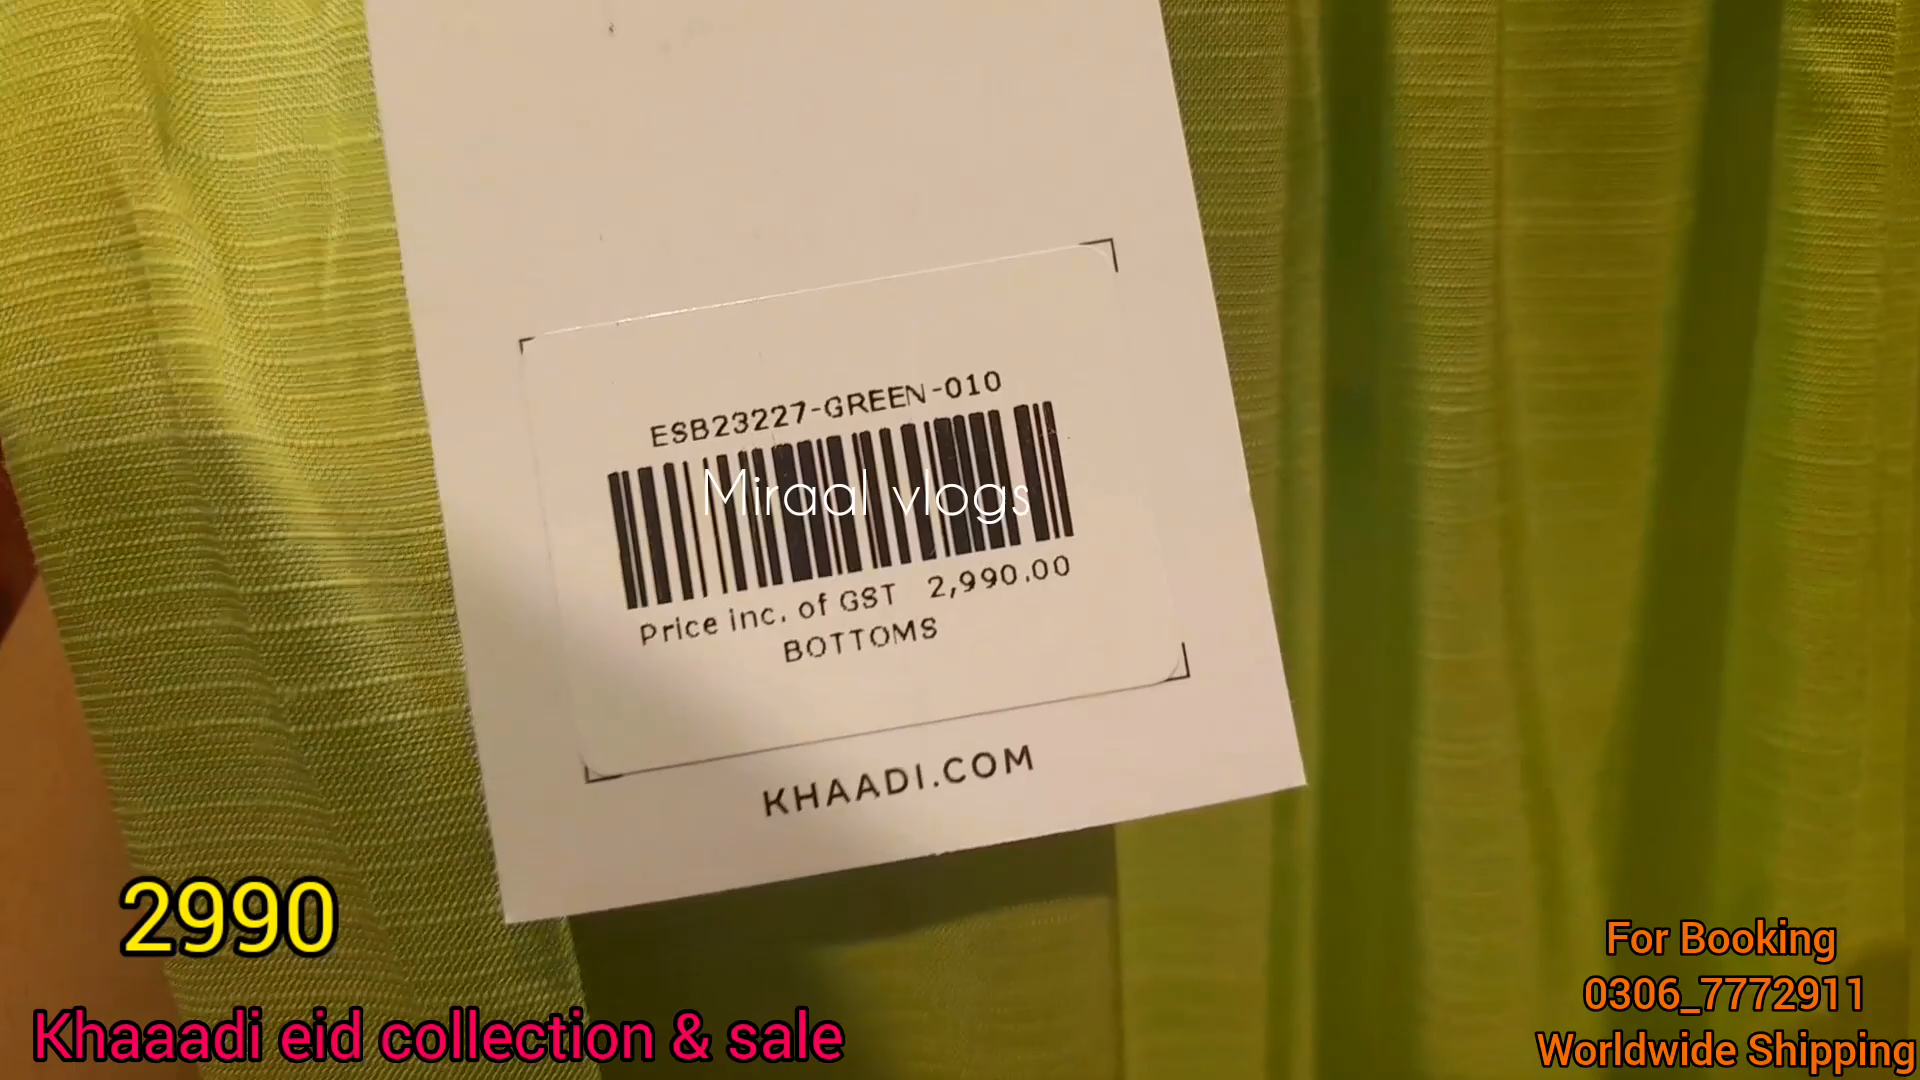 ESB23227-GREEN-010
Miraal vlogs
Price inc. of GST 2,990.00
BOTTOMS
KHAADI.COM
2990
Khaaadi eid collection & sale
For Booking
0306_7772911
Worldwide Shipping